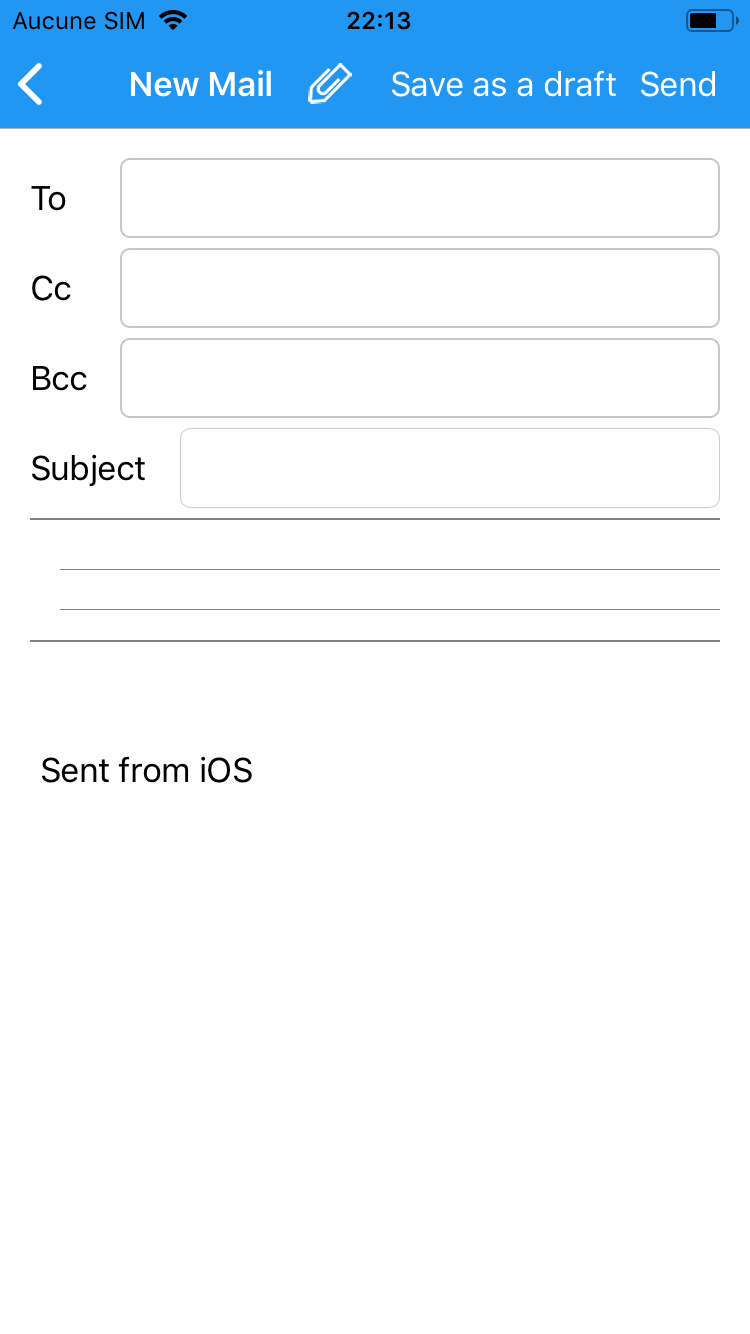 Aucune SIM 22:13
New Mail Save as a draft Send
To
Cc
Bcc
Subject
Sent from iOS